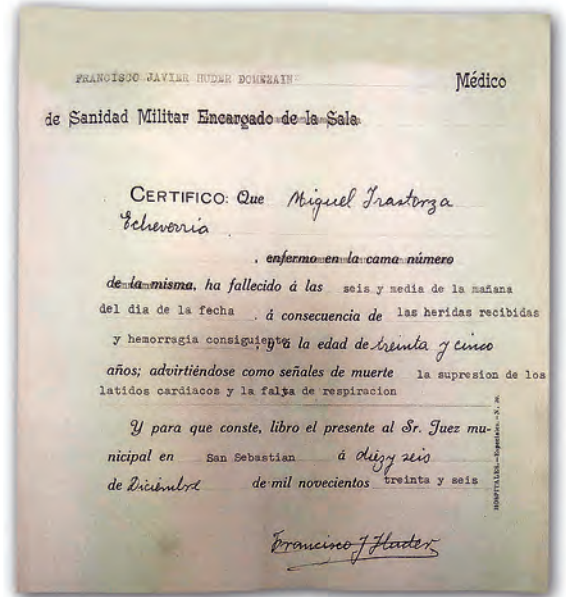 FRANCISCO JAVIER HUDER DOMEZAIN Médico
de Sanidad Militar Encargado de la Sala
CERTIFICO: Que Miguel Trastorza
Echeverria
, enfermo en la cama número
de la misma, ha fallecido á las seis y media de la mañana
del dia de la fecha . á consecuencia de las heridas recibidas
y hemorragia consiguiente, y á la edad de treinta y cinco
años; advirtiéndose como señales de muerte la supresion de los
latidos cardiacos y la falta de respiracion
Y para que conste, libro el presente al Sr. Juez mu-
nicipal en San Sebastian á diez y seis
de Diciembre de mil novecientos treinta y seis
Francisco J Huder
HOSPITALES.—Especiales.—N.